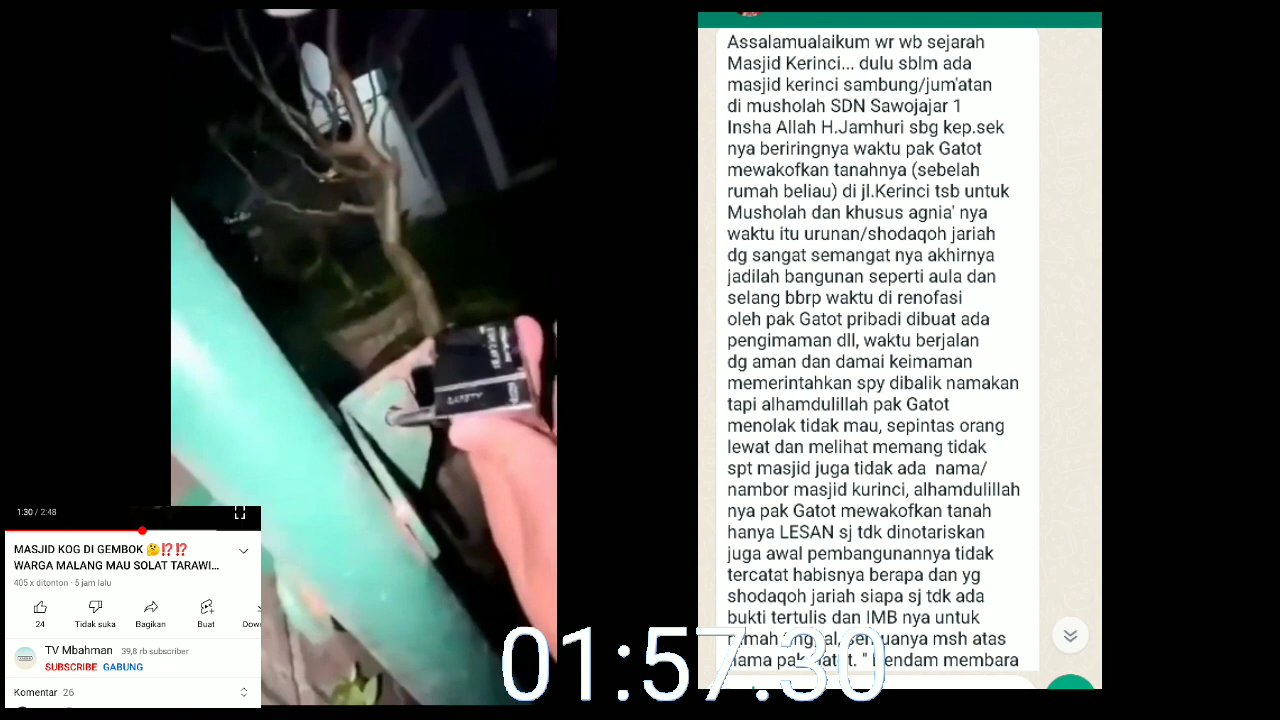 Assalamualaikum wr wb sejarah
Masjid Kerinci... dulu sblm ada
masjid kerinci sambung/jum'atan
di musholah SDN Sawojajar 1
Insha Allah H.Jamhuri sbg kep.sek
nya beriringnya waktu pak Gatot
mewakofkan tanahnya (sebelah
rumah beliau) di jl.Kerinci tsb untuk
Musholah dan khusus agnia' nya
waktu itu urunan/shodaqoh jariah
dg sangat semangat nya akhirnya
jadilah bangunan seperti aula dan
selang bbrp waktu di renofasi
oleh pak Gatot pribadi dibuat ada
pengimaman dll, waktu berjalan
dg aman dan damai keimaman
memerintahkan spy dibalik namakan
tapi alhamdulillah pak Gatot
menolak tidak mau, sepintas orang
lewat dan melihat memang tidak
spt masjid juga tidak ada nama/
nambor masjid kurinci, alhamdulillah
nya pak Gatot mewakofkan tanah
hanya LESAN sj tdk dinotariskan
juga awal pembangunannya tidak
tercatat habisnya berapa dan yg
shodaqoh jariah siapa sj tdk ada
bukti tertulis dan IMB nya untuk
msh atas
nama pak " bendam membara
1:30 / 2:48
MASJID KOG DI GEMBOK 🤔⁉️⁉️
WARGA MALANG MAU SOLAT TARAWI...
405 x ditonton · 5 jam lalu
24 Tidak suka Bagikan Buat Down
TV Mbahman 39,8 rb subscriber
SUBSCRIBE GABUNG
Komentar 26
01:57.30